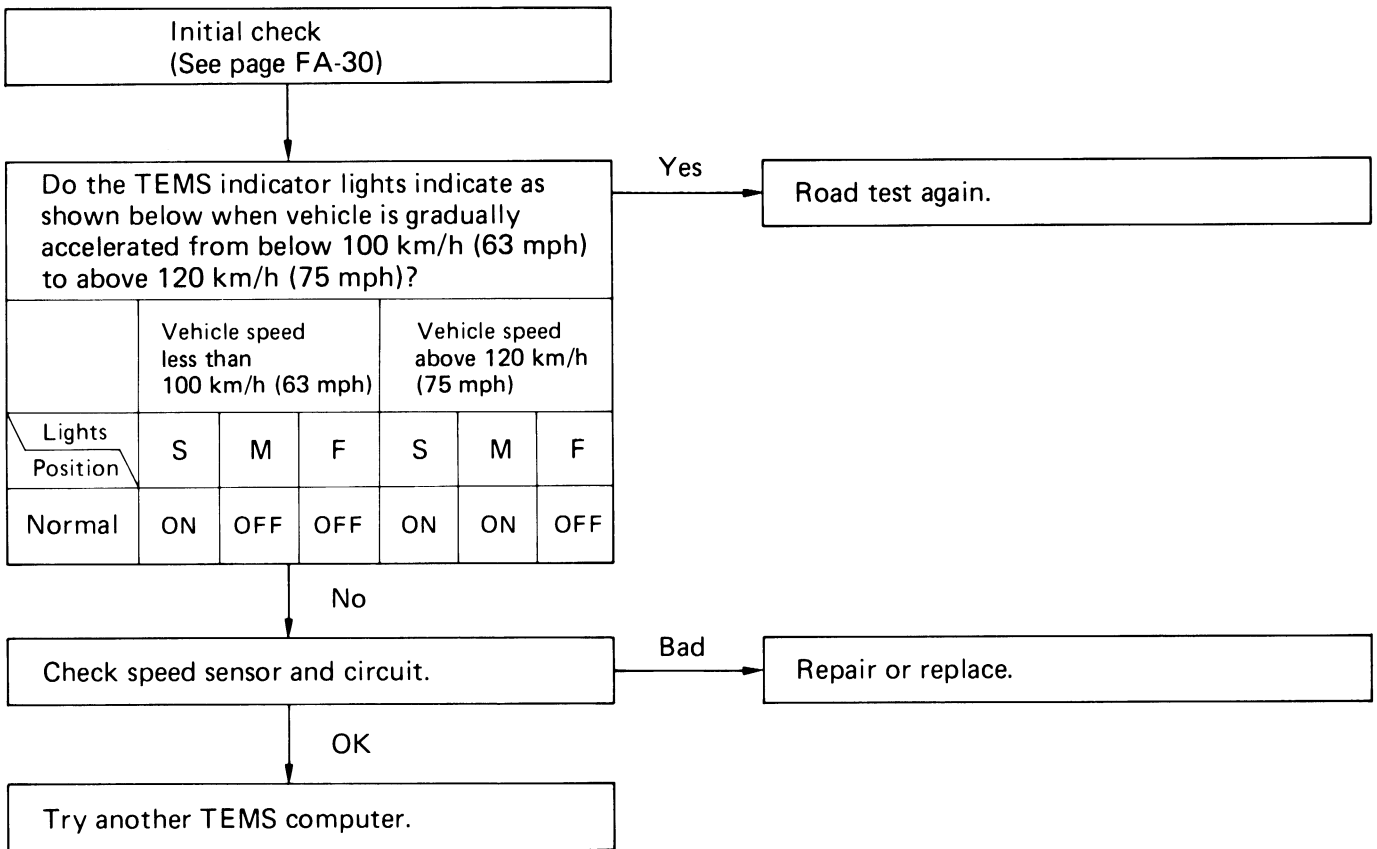 Initial check
(See page FA-30)
Do the TEMS indicator lights indicate as
shown below when vehicle is gradually
accelerated from below 100 km/h (63 mph)
to above 120 km/h (75 mph)?
Yes
Road test again.
Vehicle speed
less than
100 km/h (63 mph)
Vehicle speed
above 120 km/h
(75 mph)
Lights
Position
S M F S M F
Normal ON OFF OFF ON ON OFF
No
Check speed sensor and circuit.
Bad
Repair or replace.
OK
Try another TEMS computer.